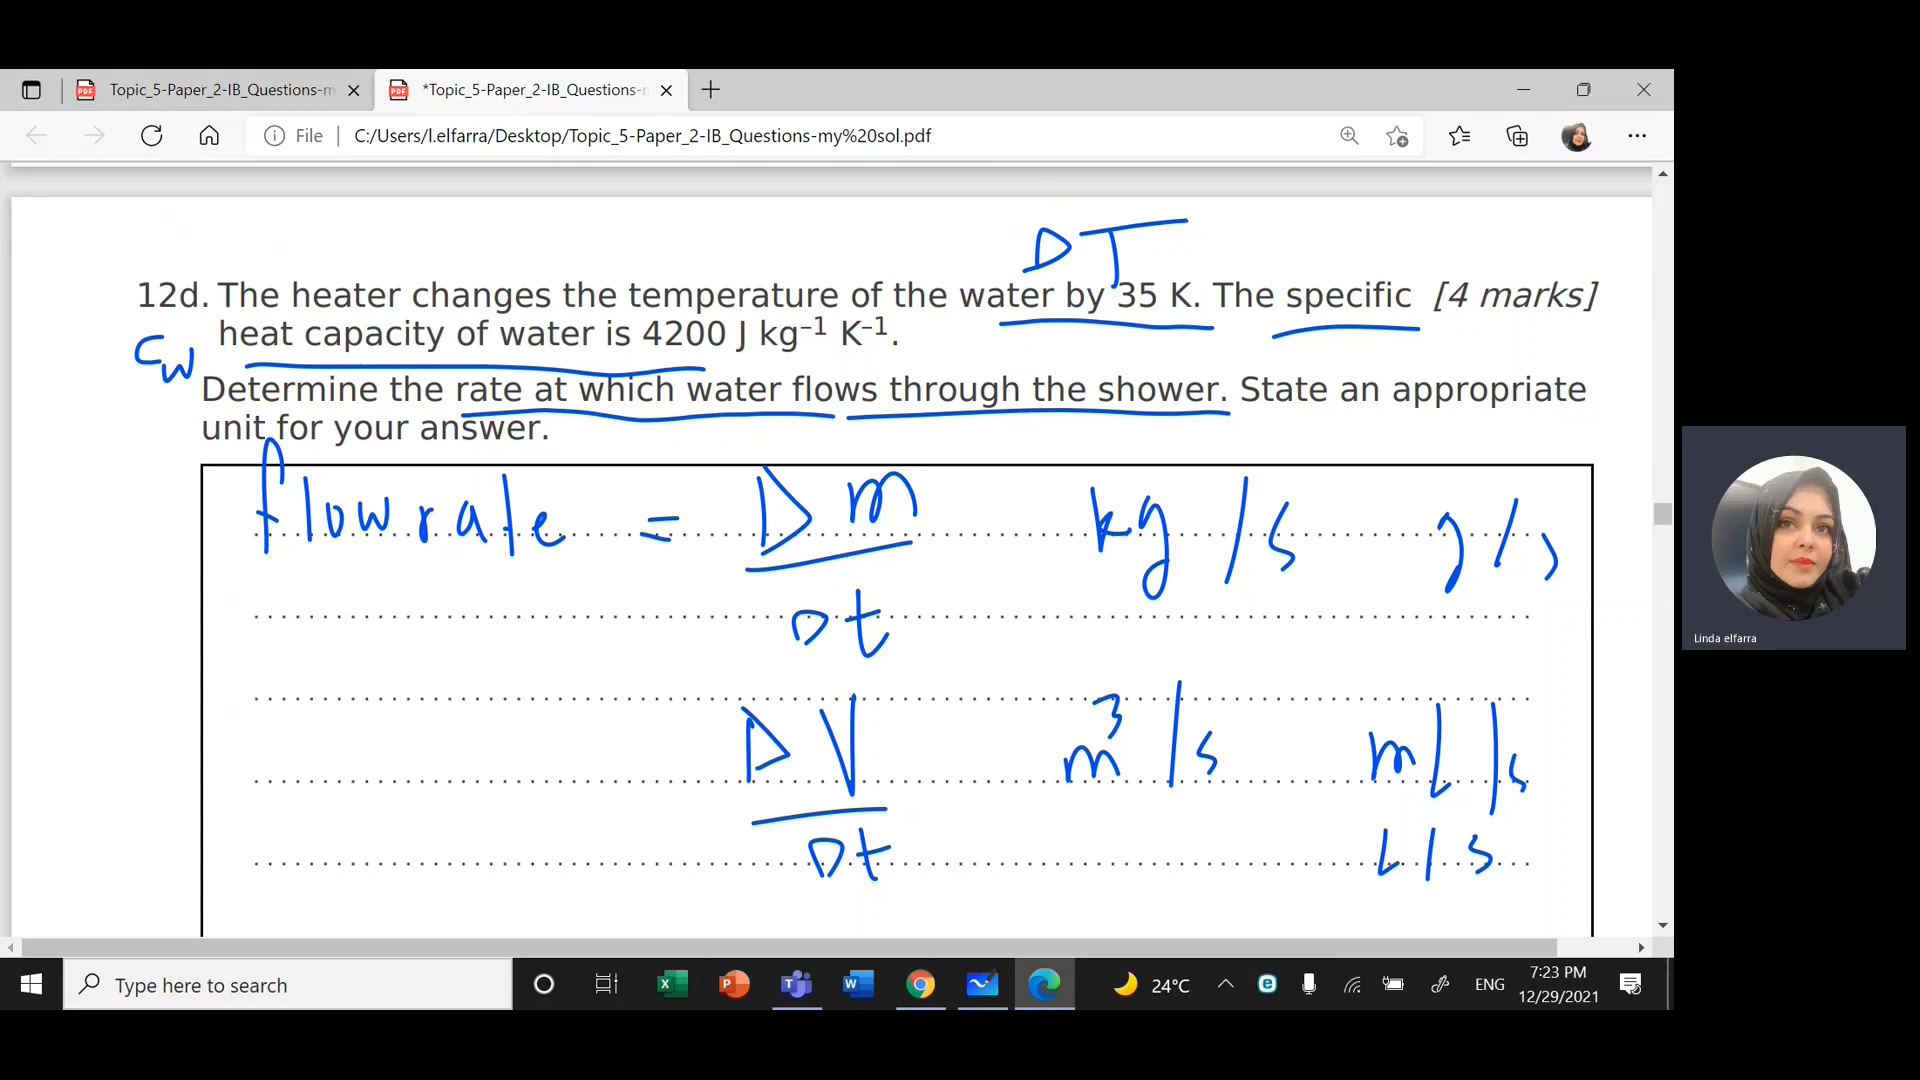 Topic_5-Paper_2-IB_Questions-m
*Topic_5-Paper_2-IB_Questions-
File
C:/Users/l.elfarra/Desktop/Topic_5-Paper_2-IB_Questions-my%20sol.pdf
ΔT
12d. The heater changes the temperature of the water by 35 K. The specific [4 marks]
heat capacity of water is 4200 J kg⁻¹ K⁻¹.
Cw
Determine the rate at which water flows through the shower. State an appropriate
unit for your answer.
flow rate = Δm kg/s g/s
Δt
ΔV m³/s mL/s
Δt L/s
Linda elfarra
Type here to search
24°C
ENG
7:23 PM
12/29/2021